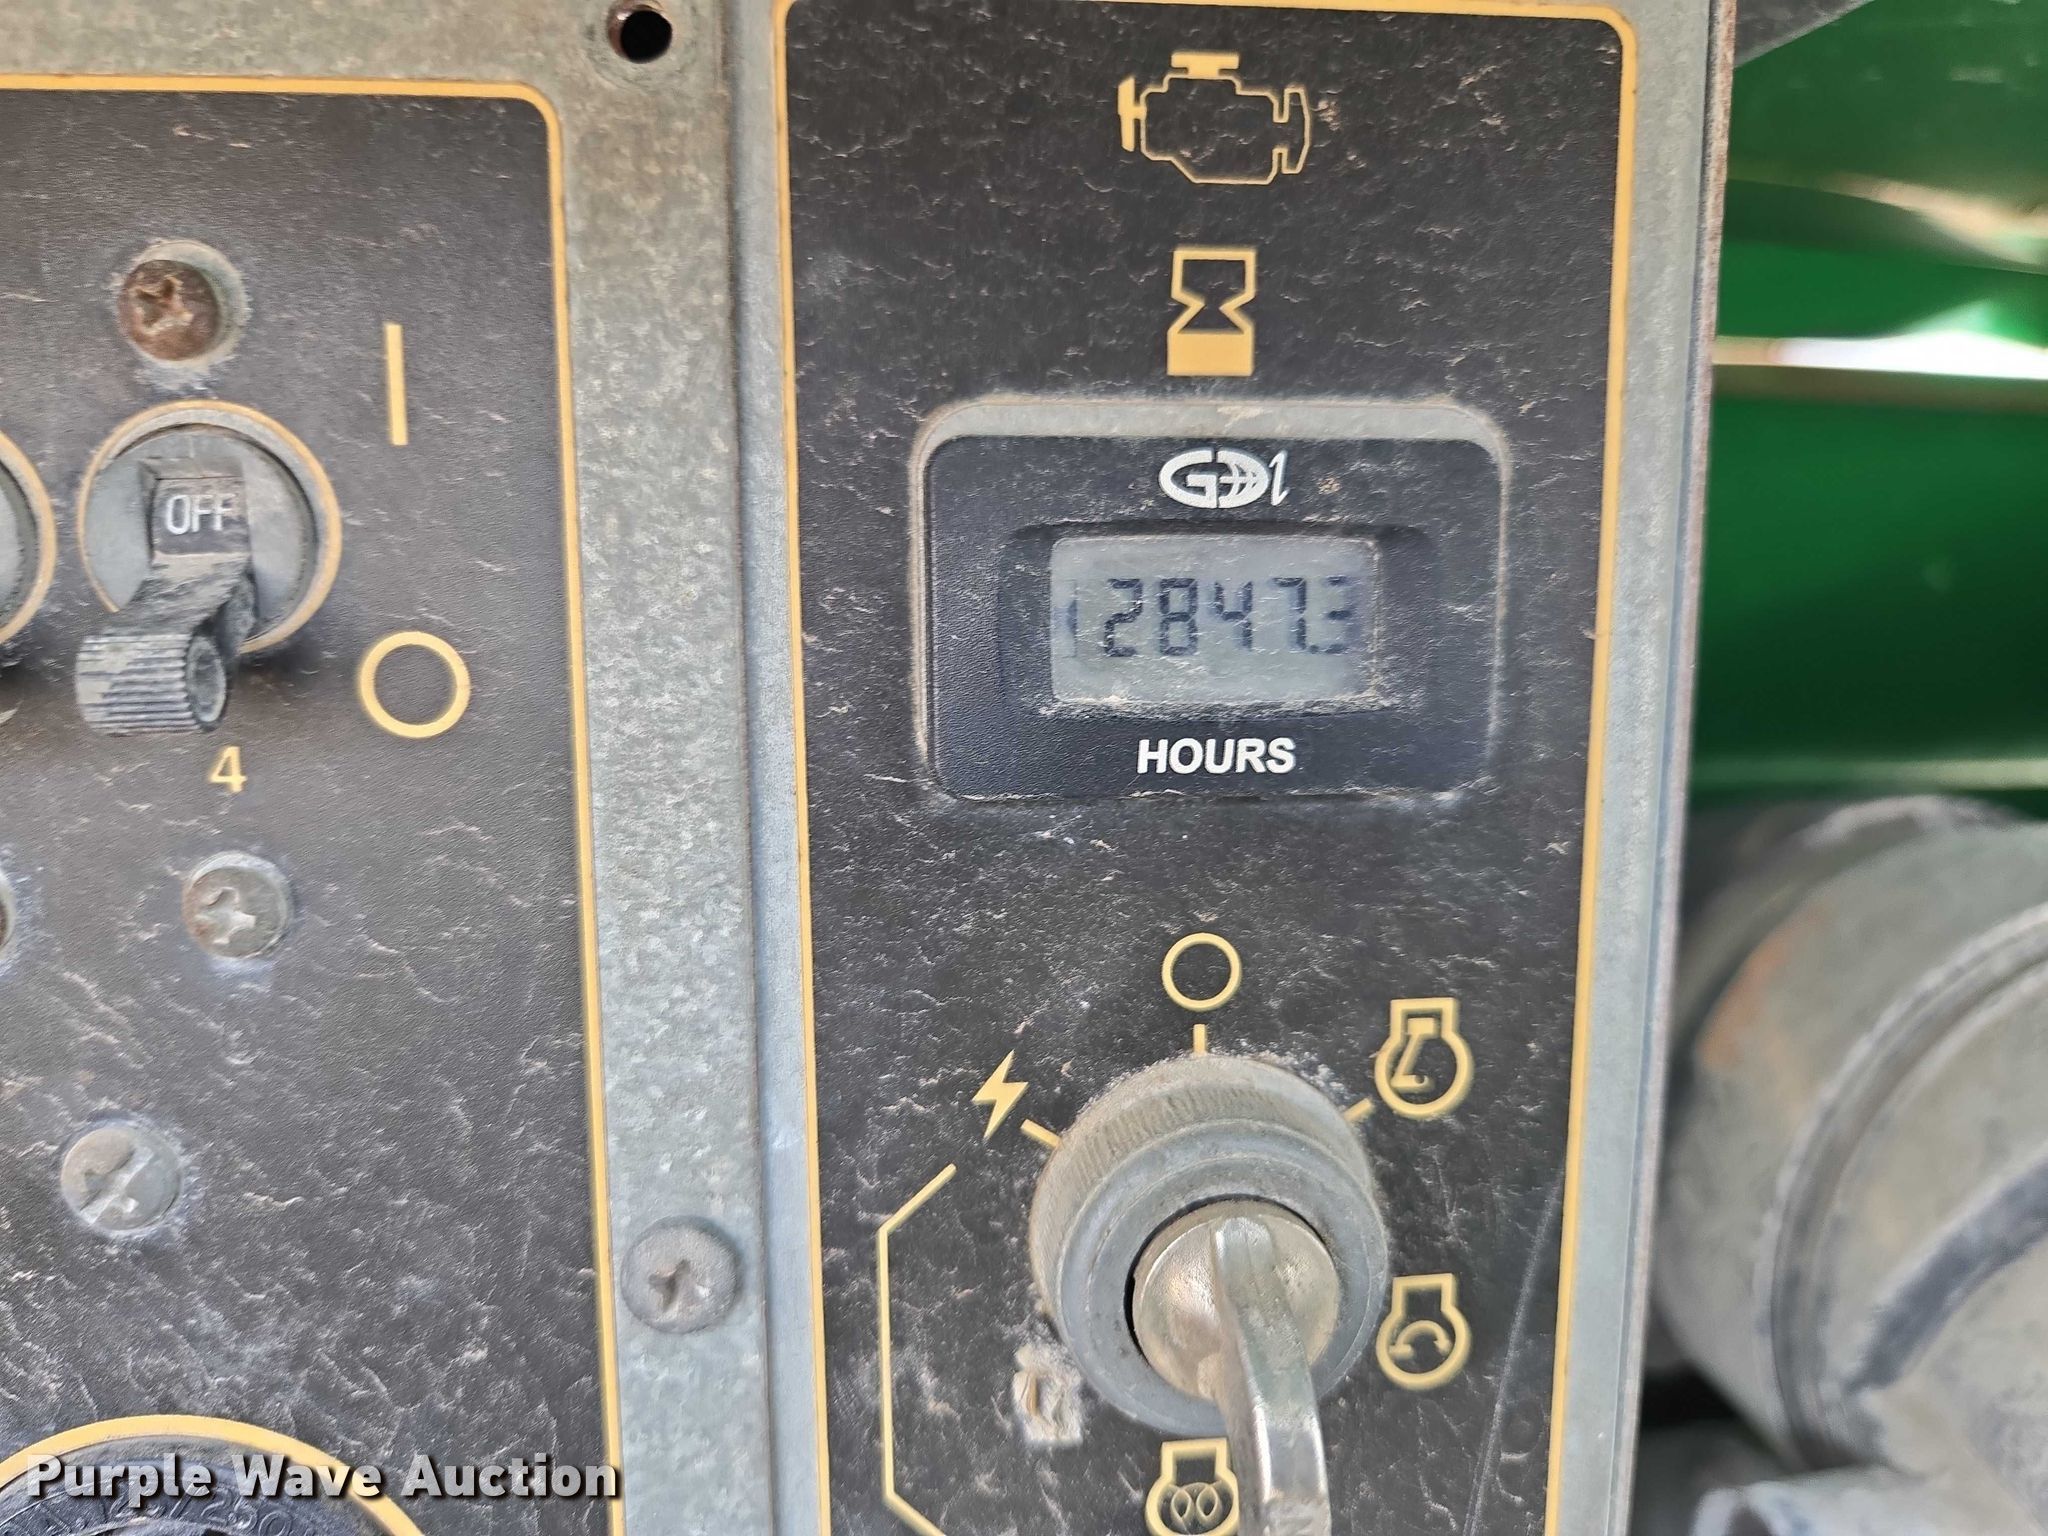 OFF
4
GDI
12847.3
HOURS
Purple Wave Auction